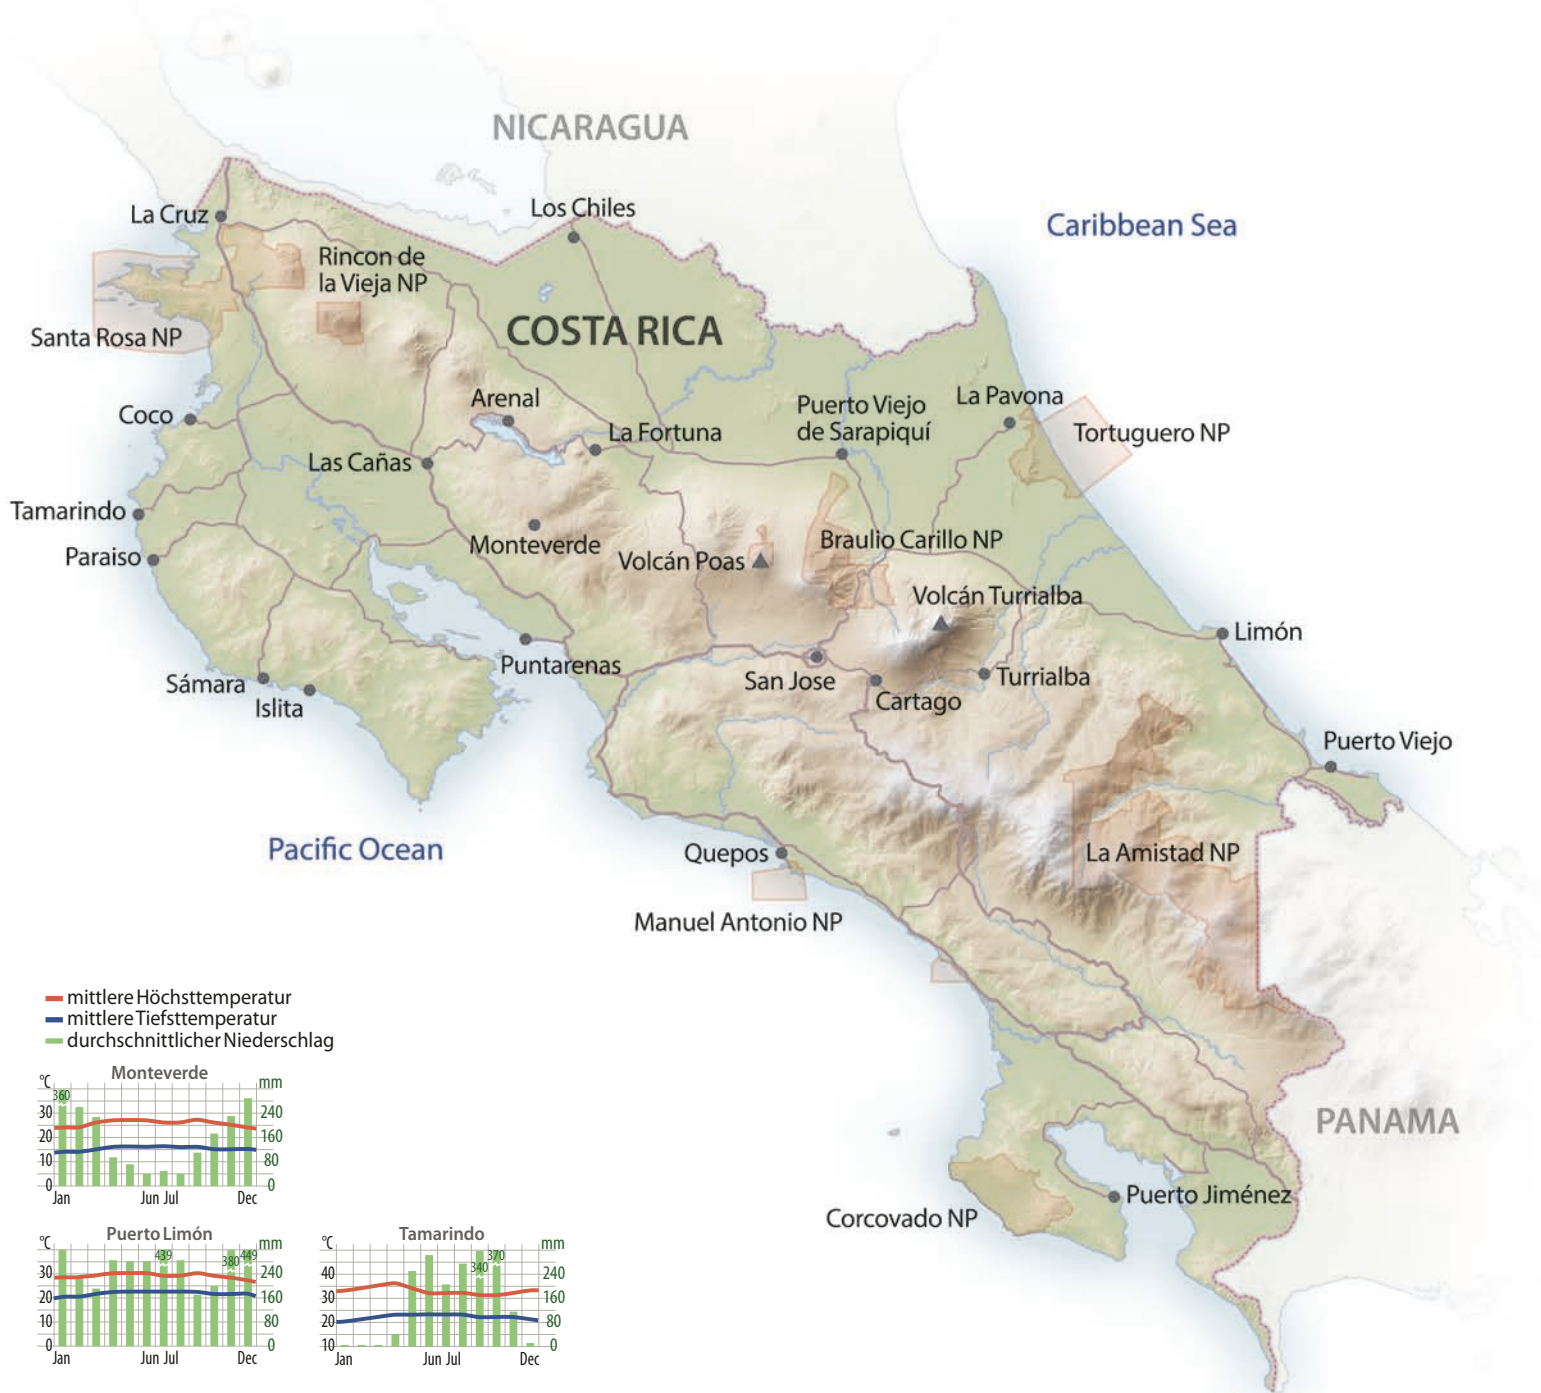 NICARAGUA
La Cruz
Los Chiles
Caribbean Sea
Rincon de
la Vieja NP
Santa Rosa NP
COSTA RICA
Coco
Arenal
La Fortuna
Puerto Viejo
de Sarapiquí
La Pavona
Tortuguero NP
Las Cañas
Tamarindo
Monteverde
Paraiso
Volcán Poas
Braulio Carillo NP
Volcán Turrialba
Limón
Puntarenas
Sámara
Islita
San Jose
Cartago
Turrialba
Puerto Viejo
Pacific Ocean
Quepos
La Amistad NP
Manuel Antonio NP
PANAMA
Puerto Jiménez
Corcovado NP
mittlere Höchsttemperatur
mittlere Tiefsttemperatur
durchschnittlicher Niederschlag
Monteverde
°C mm
360
30 240
20 160
10 80
0 0
Jan Jun Jul Dec
Puerto Limón
°C mm
439 380 449
30 240
20 160
10 80
0 0
Jan Jun Jul Dec
Tamarindo
°C mm
340 370
40 240
30 160
20 80
10 0
Jan Jun Jul Dec